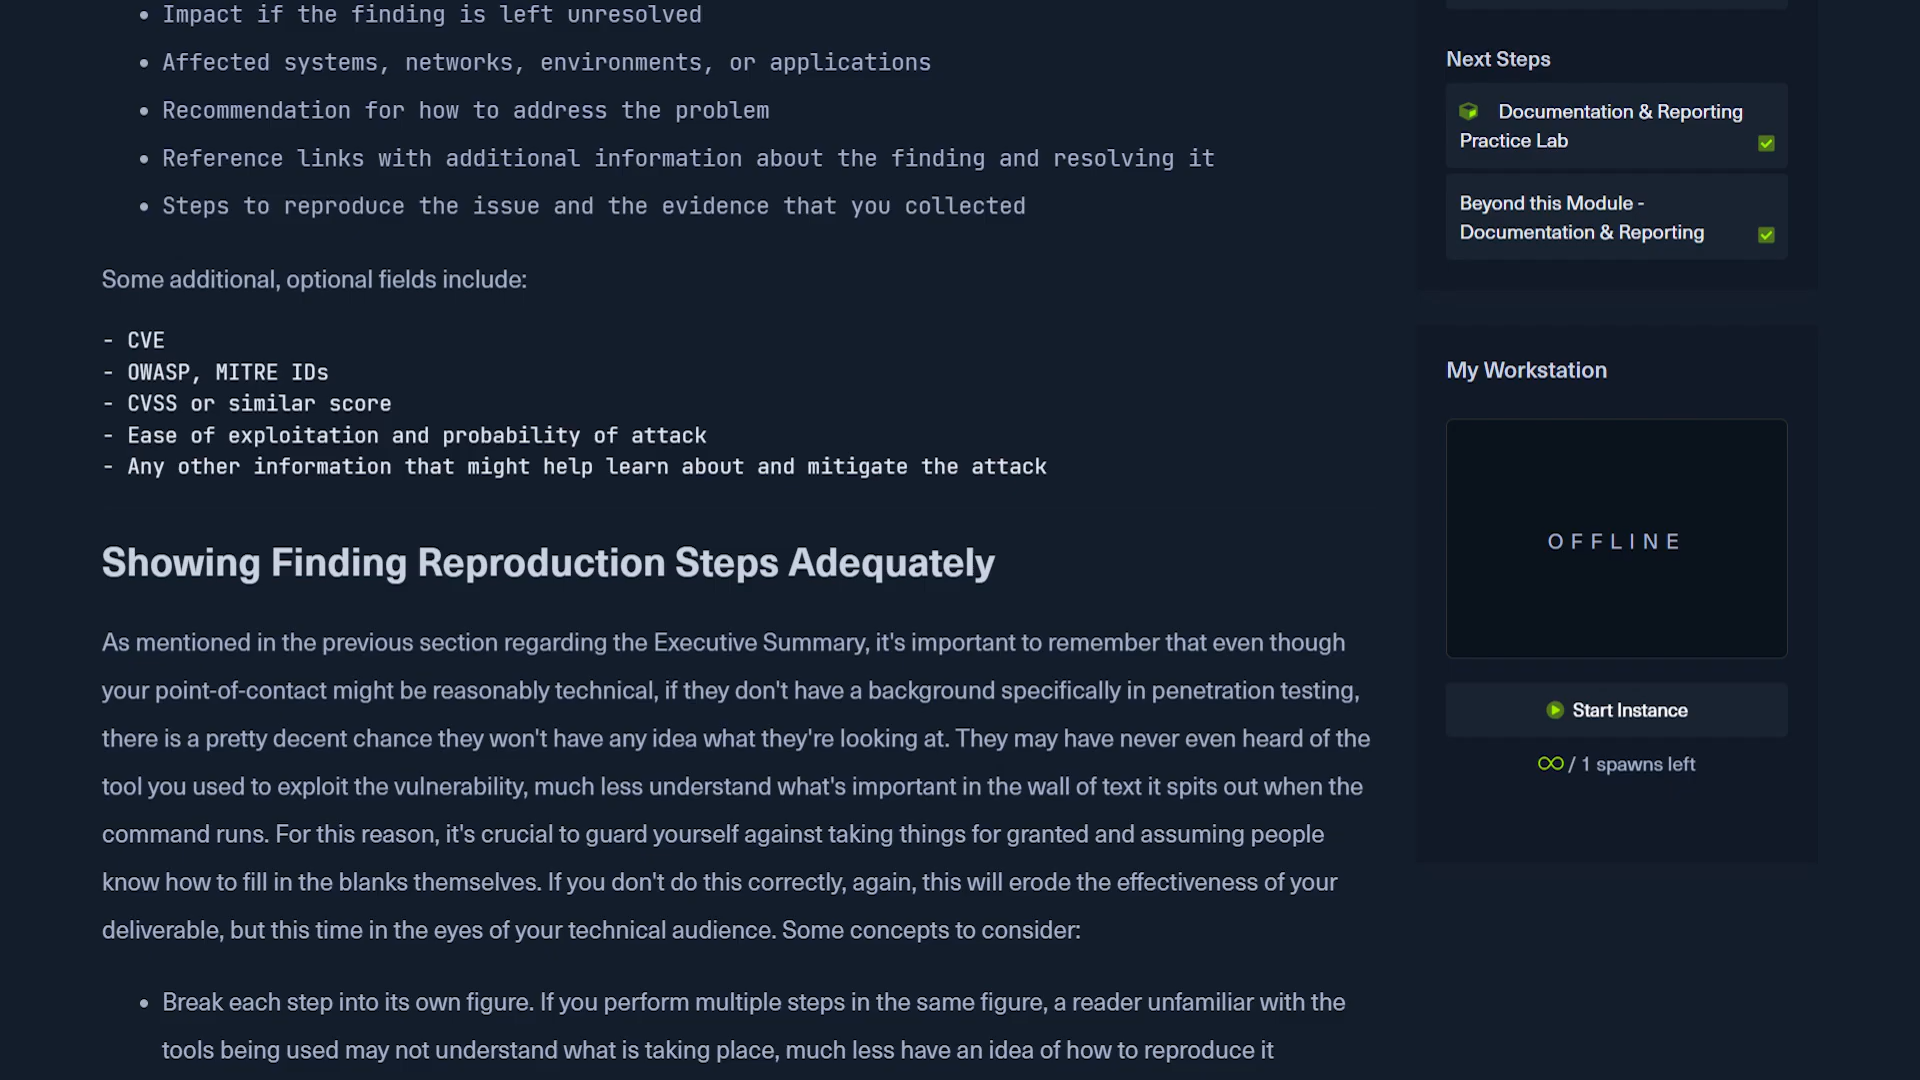 • Impact if the finding is left unresolved
• Affected systems, networks, environments, or applications
• Recommendation for how to address the problem
• Reference links with additional information about the finding and resolving it
• Steps to reproduce the issue and the evidence that you collected
Some additional, optional fields include:
- CVE
- OWASP, MITRE IDs
- CVSS or similar score
- Ease of exploitation and probability of attack
- Any other information that might help learn about and mitigate the attack
Showing Finding Reproduction Steps Adequately
As mentioned in the previous section regarding the Executive Summary, it's important to remember that even though
your point-of-contact might be reasonably technical, if they don't have a background specifically in penetration testing,
there is a pretty decent chance they won't have any idea what they're looking at. They may have never even heard of the
tool you used to exploit the vulnerability, much less understand what's important in the wall of text it spits out when the
command runs. For this reason, it's crucial to guard yourself against taking things for granted and assuming people
know how to fill in the blanks themselves. If you don't do this correctly, again, this will erode the effectiveness of your
deliverable, but this time in the eyes of your technical audience. Some concepts to consider:
• Break each step into its own figure. If you perform multiple steps in the same figure, a reader unfamiliar with the
tools being used may not understand what is taking place, much less have an idea of how to reproduce it
Next Steps
Documentation & Reporting
Practice Lab
Beyond this Module -
Documentation & Reporting
My Workstation
OFFLINE
Start Instance
∞ / 1 spawns left